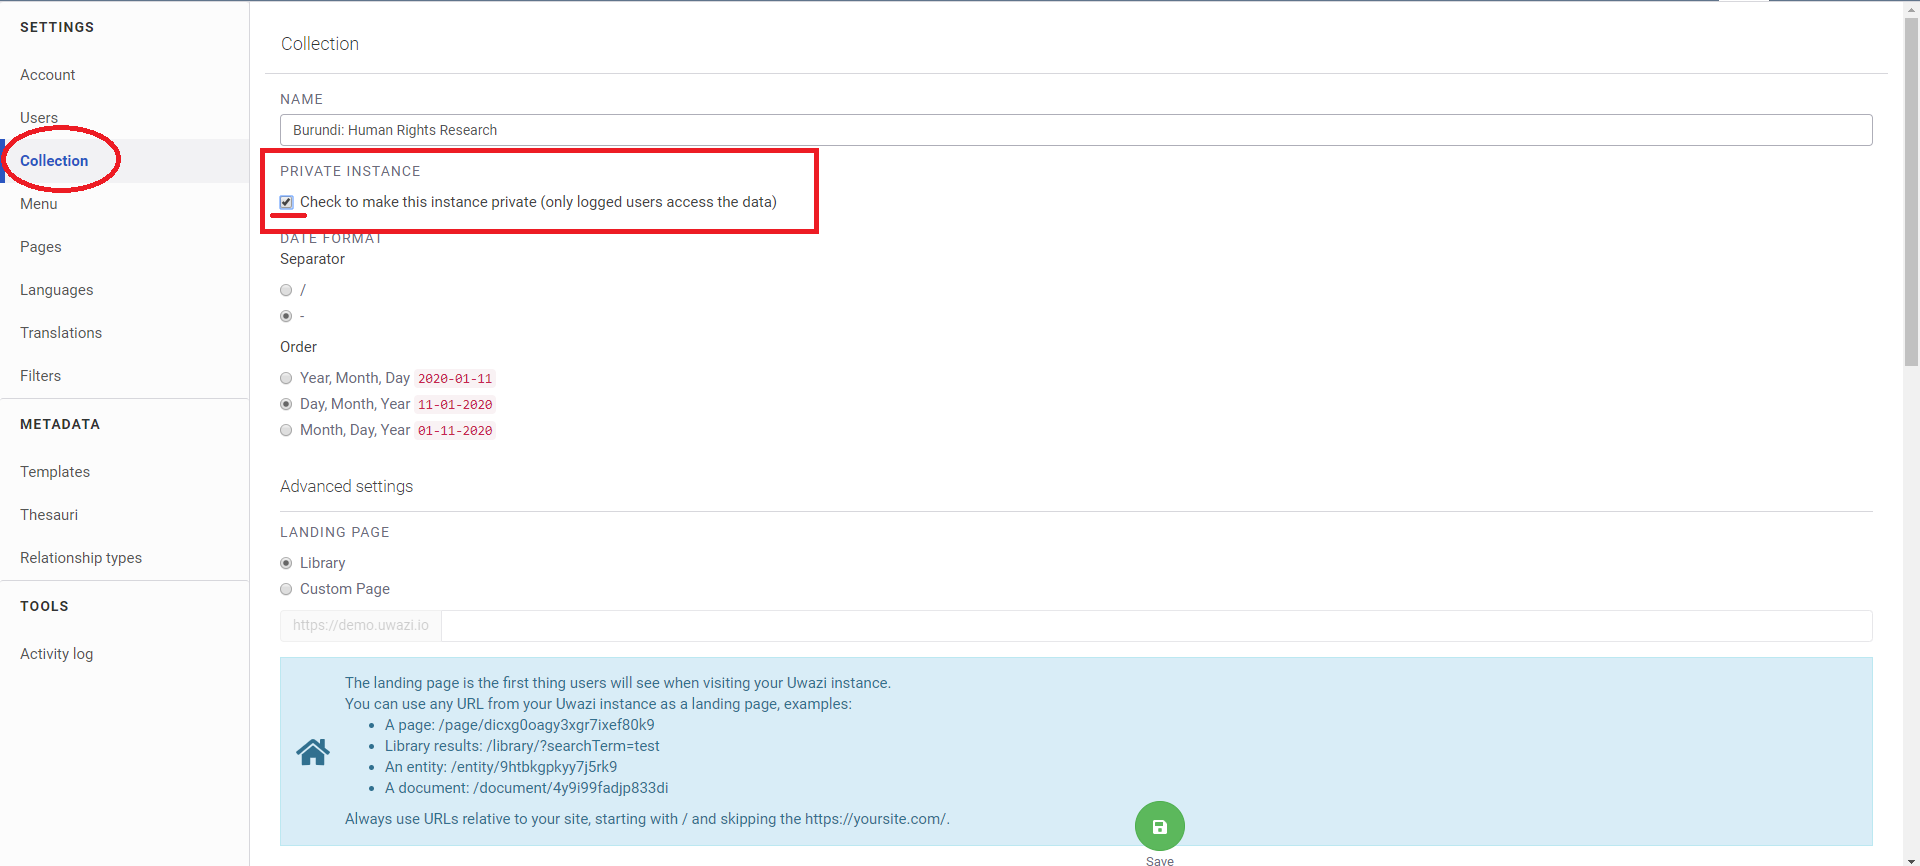 SETTINGS
Account
Users
Collection
Menu
Pages
Languages
Translations
Filters
METADATA
Templates
Thesauri
Relationship types
TOOLS
Activity log
Collection
NAME
Burundi: Human Rights Research
PRIVATE INSTANCE
Check to make this instance private (only logged users access the data)
DATE FORMAT
Separator
/
-
Order
Year, Month, Day 2020-01-11
Day, Month, Year 11-01-2020
Month, Day, Year 01-11-2020
Advanced settings
LANDING PAGE
Library
Custom Page
https://demo.uwazi.io
The landing page is the first thing users will see when visiting your Uwazi instance.
You can use any URL from your Uwazi instance as a landing page, examples:
• A page: /page/dicxg0oagy3xgr7ixef80k9
• Library results: /library/?searchTerm=test
• An entity: /entity/9htbkgpkyy7j5rk9
• A document: /document/4y9i99fadjp833di
Always use URLs relative to your site, starting with / and skipping the https://yoursite.com/.
Save